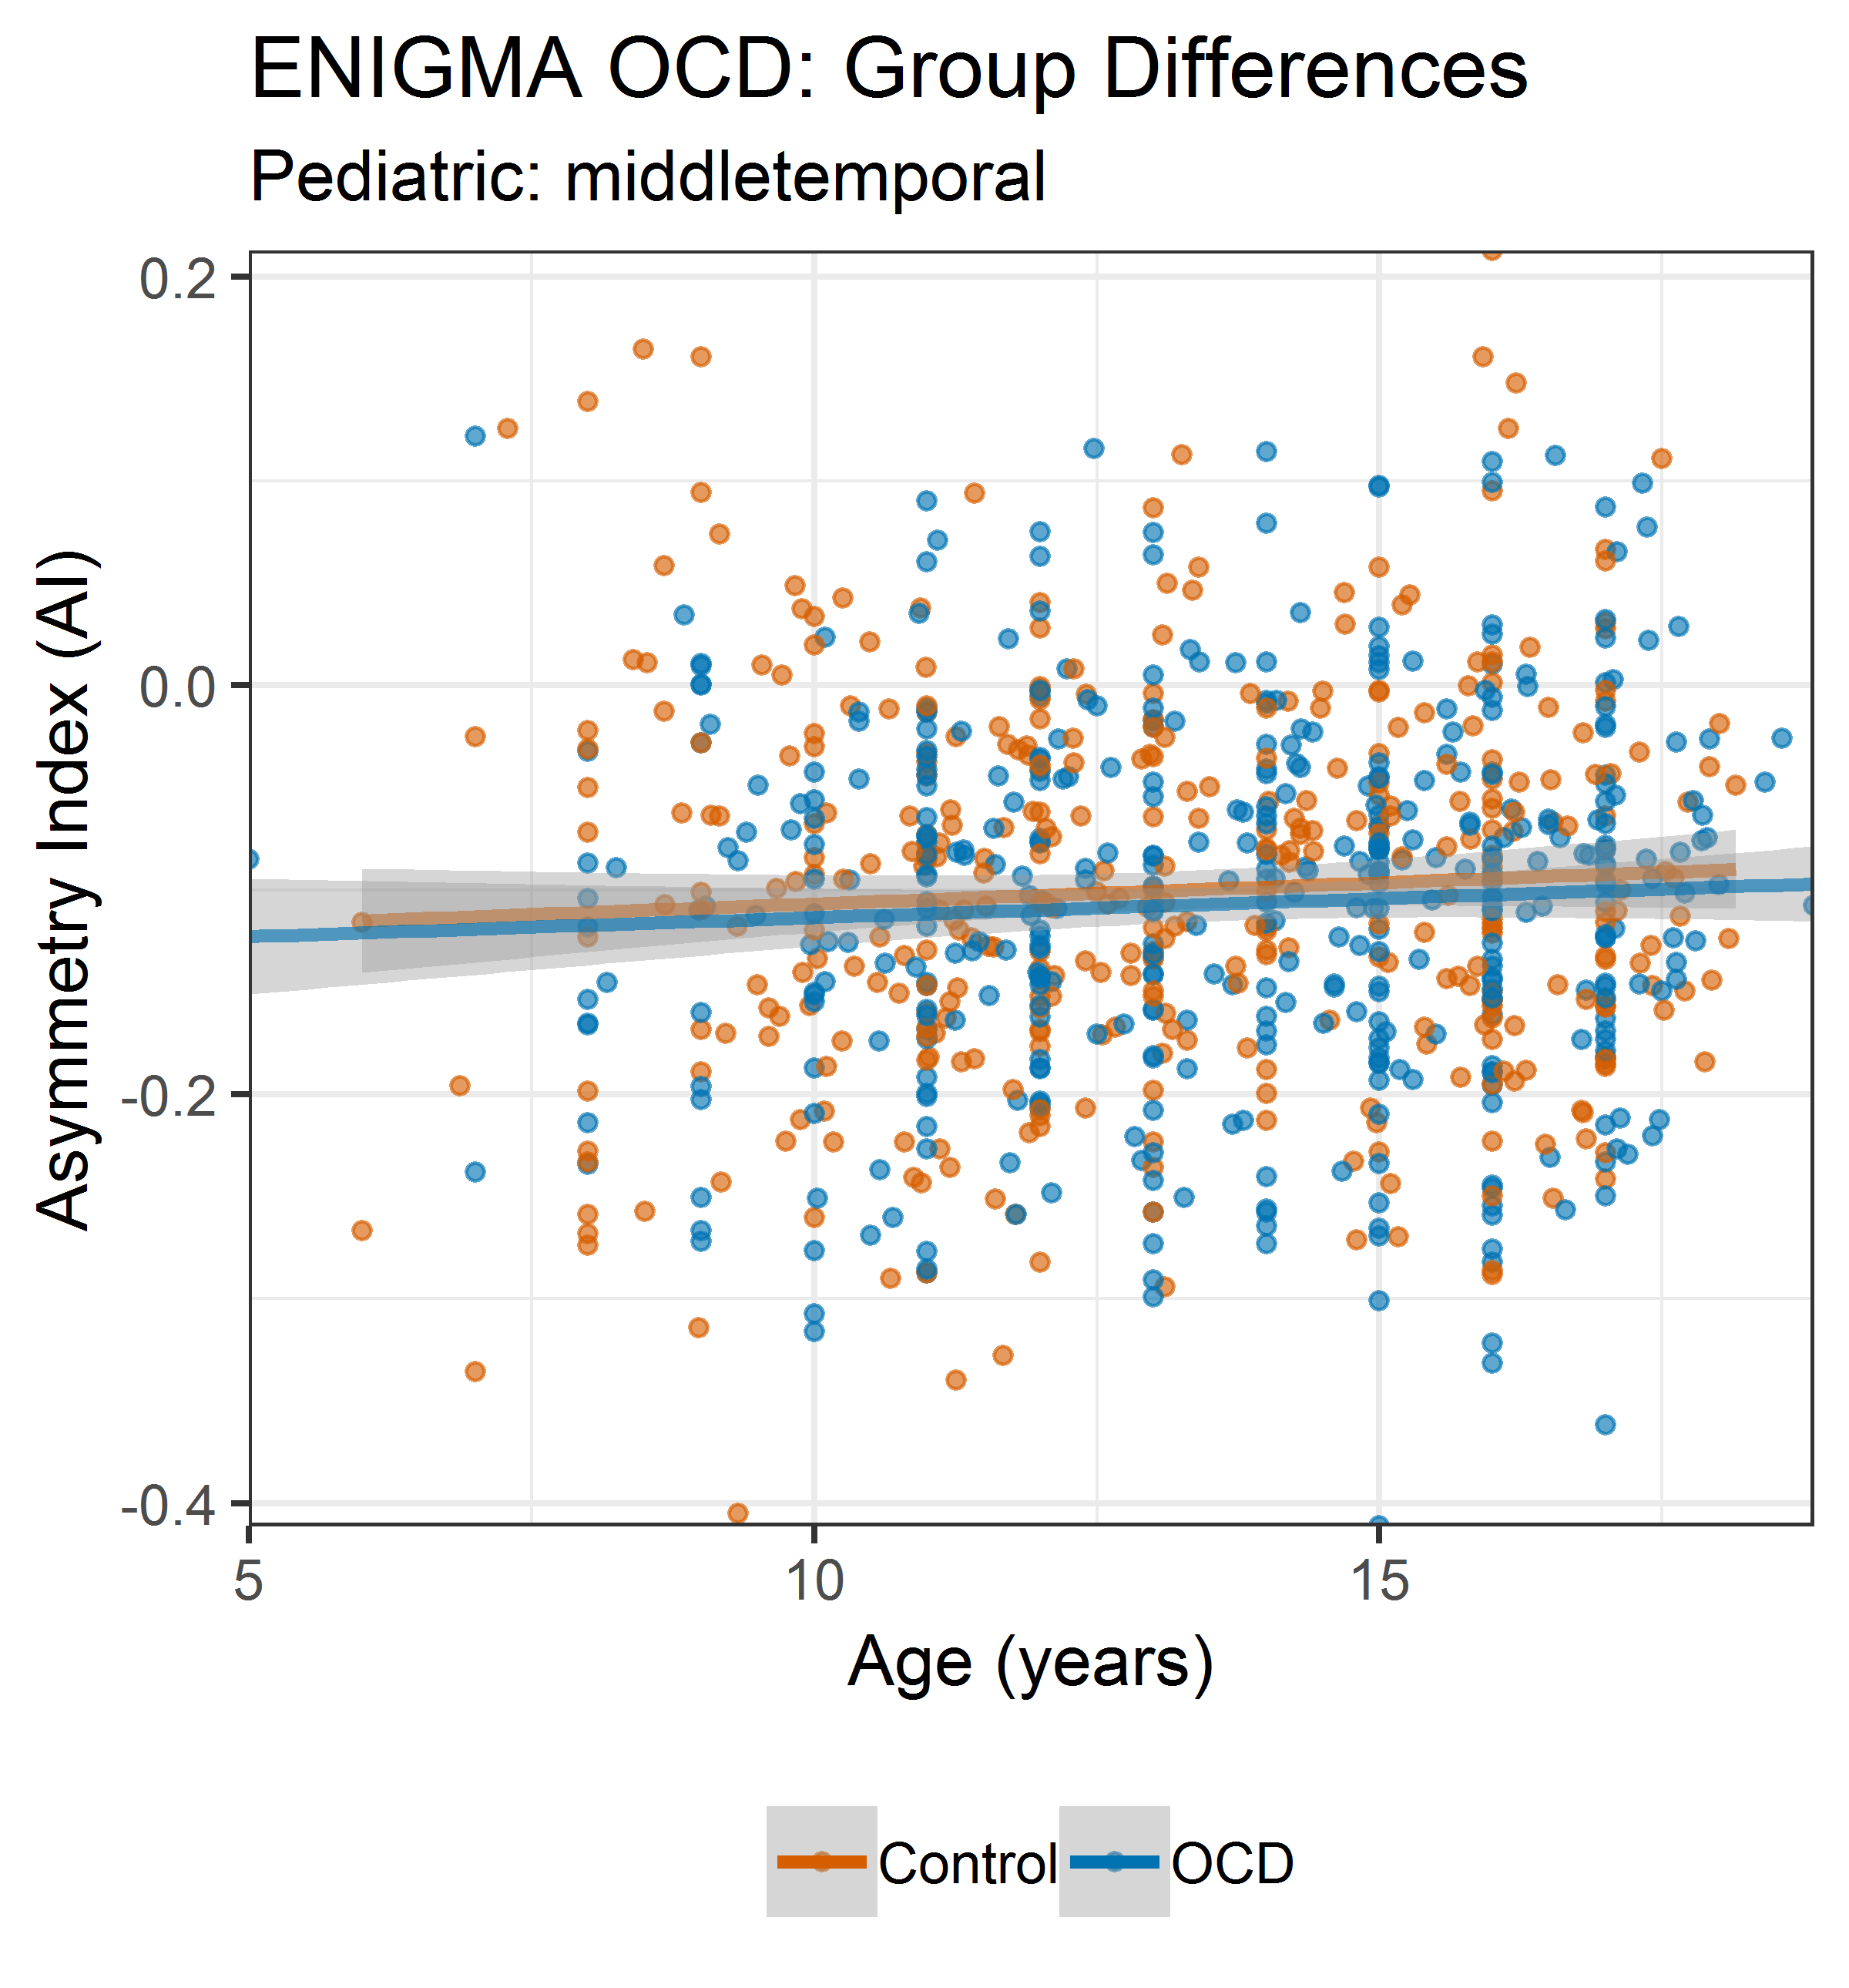 ENIGMA OCD: Group Differences
Pediatric: middletemporal
0.2
0.0
-0.2
-0.4
Asymmetry Index (AI)
5 10 15
Age (years)
Control OCD